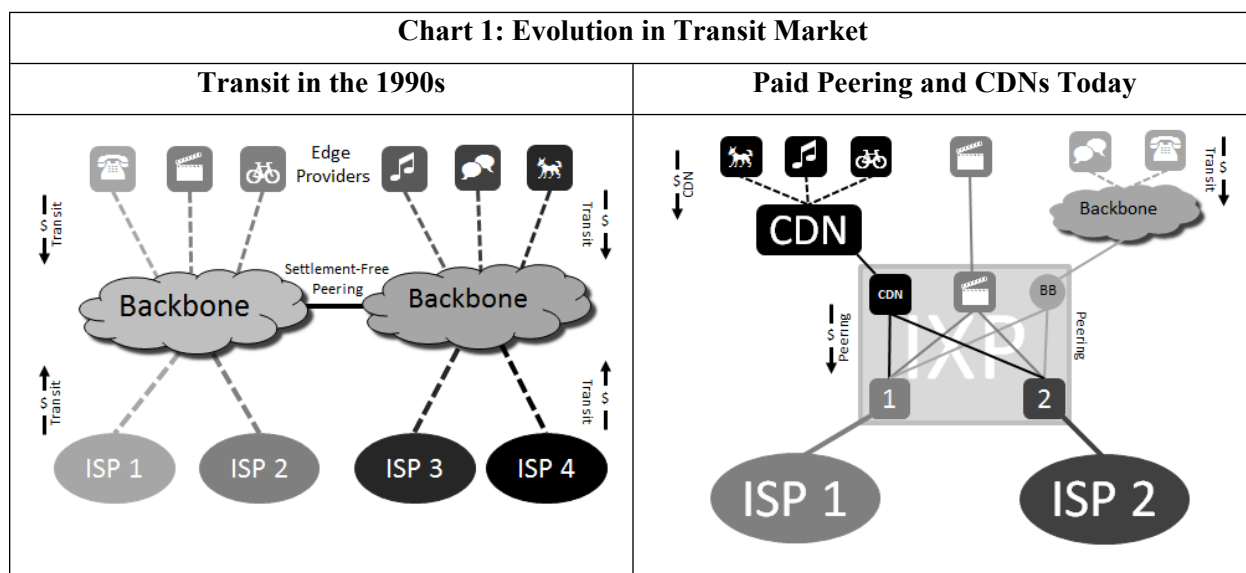 Chart 1: Evolution in Transit Market
Transit in the 1990s
Edge
Providers
$
Transit
$
Transit
Settlement-Free
Peering
Backbone
Backbone
$
Transit
$
Transit
ISP 1
ISP 2
ISP 3
ISP 4
Paid Peering and CDNs Today
$
CDN
$
Transit
CDN
Backbone
CDN
BB
$
Peering
IXP
Peering
1
2
ISP 1
ISP 2